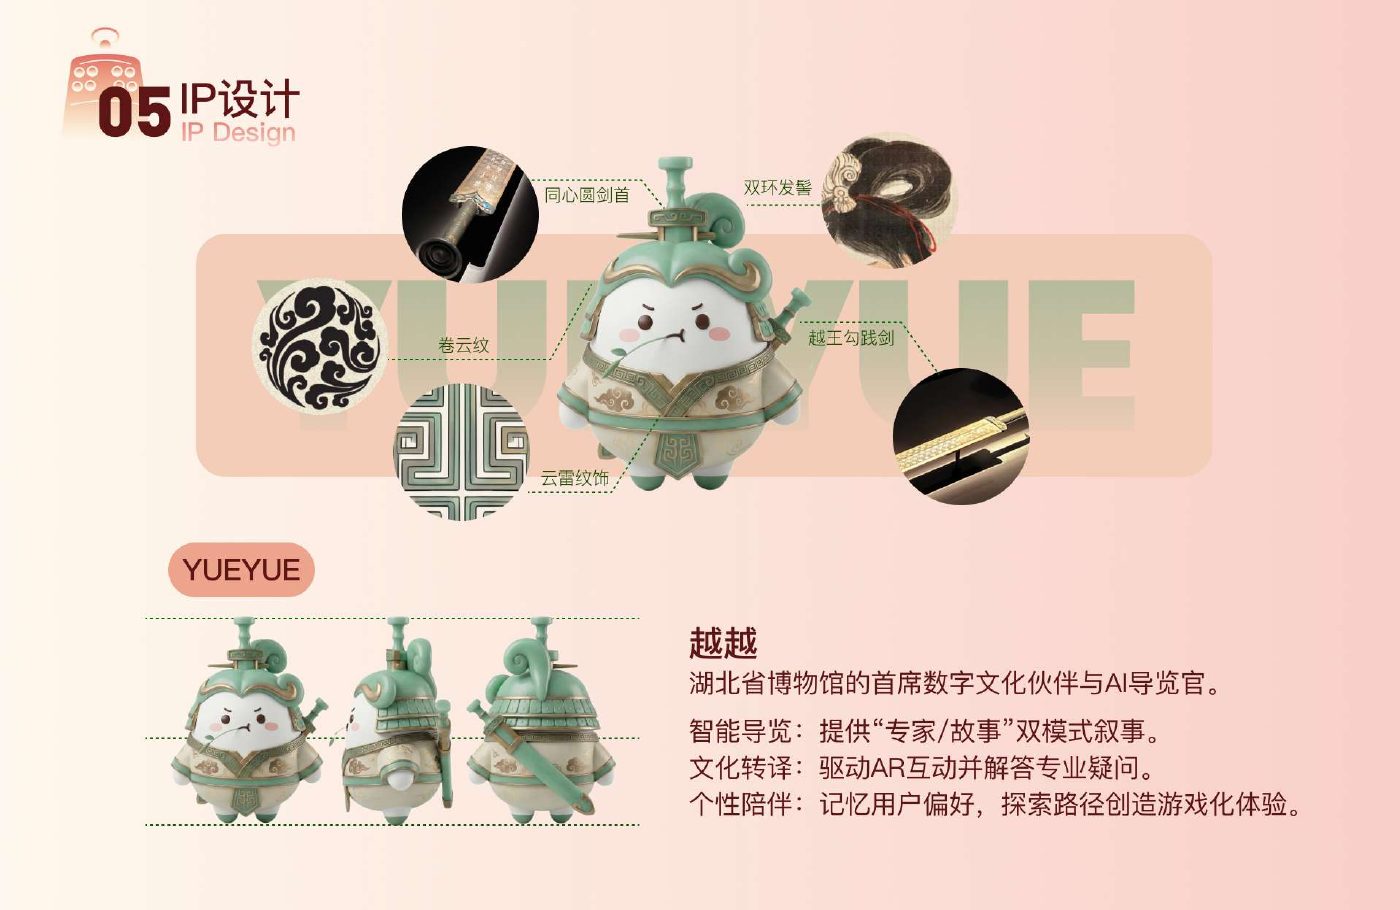 05
IP设计
IP Design
同心圆剑首
双环发髻
YUEYUE
卷云纹
越王勾践剑
云雷纹饰
YUEYUE
越越
湖北省博物馆的首席数字文化伙伴与AI导览官。
智能导览：提供“专家/故事”双模式叙事。
文化转译：驱动AR互动并解答专业疑问。
个性陪伴：记忆用户偏好，探索路径创造游戏化体验。